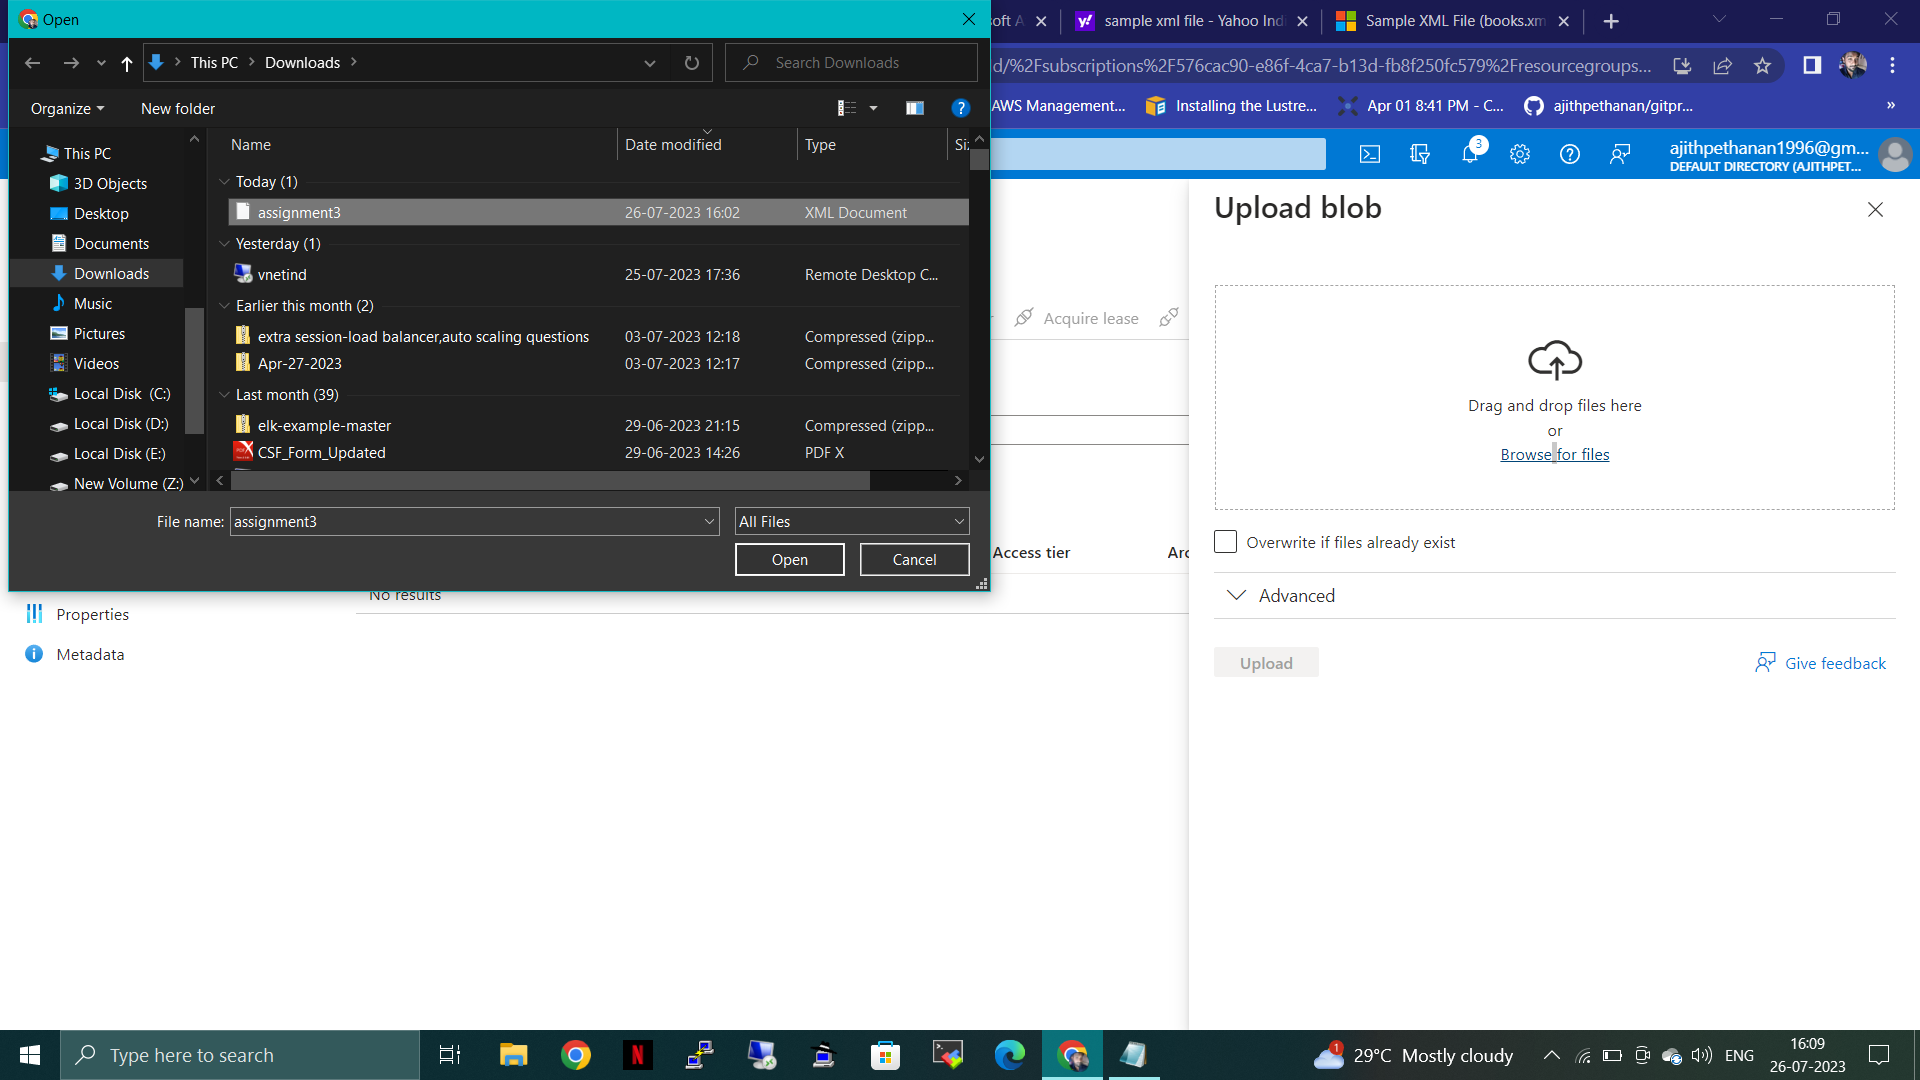 Open
soft A
sample xml file - Yahoo Indi
Sample XML File (books.xm
This PC
Downloads
Search Downloads
d/%2Fsubscriptions%2F576cac90-e86f-4ca7-b13d-fb8f250fc579%2Fresourcegroups...
Organize
New folder
AWS Management...
Installing the Lustre...
Apr 01 8:41 PM - C...
ajithpethanan/gitpr...
»
3
ajithpethanan1996@gm...
DEFAULT DIRECTORY (AJITHPET...
This PC
3D Objects
Desktop
Documents
Downloads
Music
Pictures
Videos
Local Disk (C:)
Local Disk (D:)
Local Disk (E:)
New Volume (Z:)
Name Date modified Type Si
Today (1)
assignment3 26-07-2023 16:02 XML Document
Yesterday (1)
vnetind 25-07-2023 17:36 Remote Desktop C...
Earlier this month (2)
extra session-load balancer,auto scaling questions 03-07-2023 12:18 Compressed (zipp...
Apr-27-2023 03-07-2023 12:17 Compressed (zipp...
Last month (39)
elk-example-master 29-06-2023 21:15 Compressed (zipp...
CSF_Form_Updated 29-06-2023 14:26 PDF X
File name: assignment3
All Files
Open
Cancel
Acquire lease
Access tier
Arc
No results
Properties
Metadata
Upload blob
Drag and drop files here
or
Browse for files
Overwrite if files already exist
Advanced
Upload
Give feedback
Type here to search
1
29°C Mostly cloudy
ENG
16:09
26-07-2023